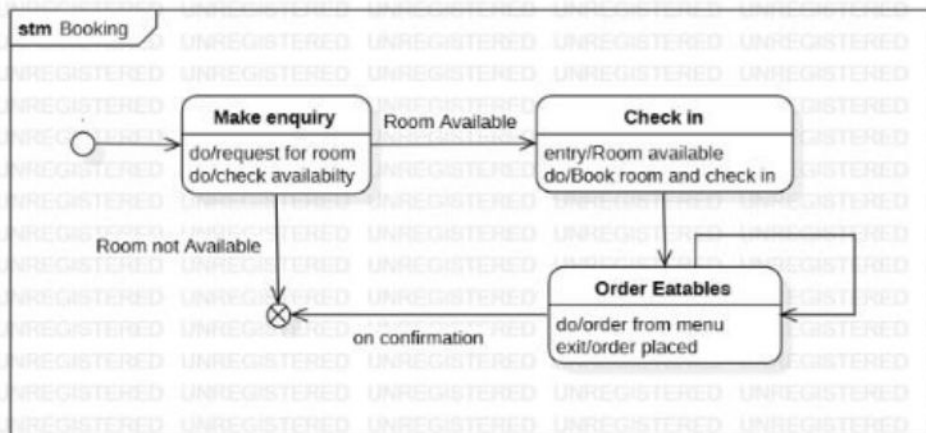 stm Booking
Make enquiry
do/request for room
do/check availabilty
Room Available
Check in
entry/Room available
do/Book room and check in
Room not Available
Order Eatables
do/order from menu
exit/order placed
on confirmation
UNREGISTERED